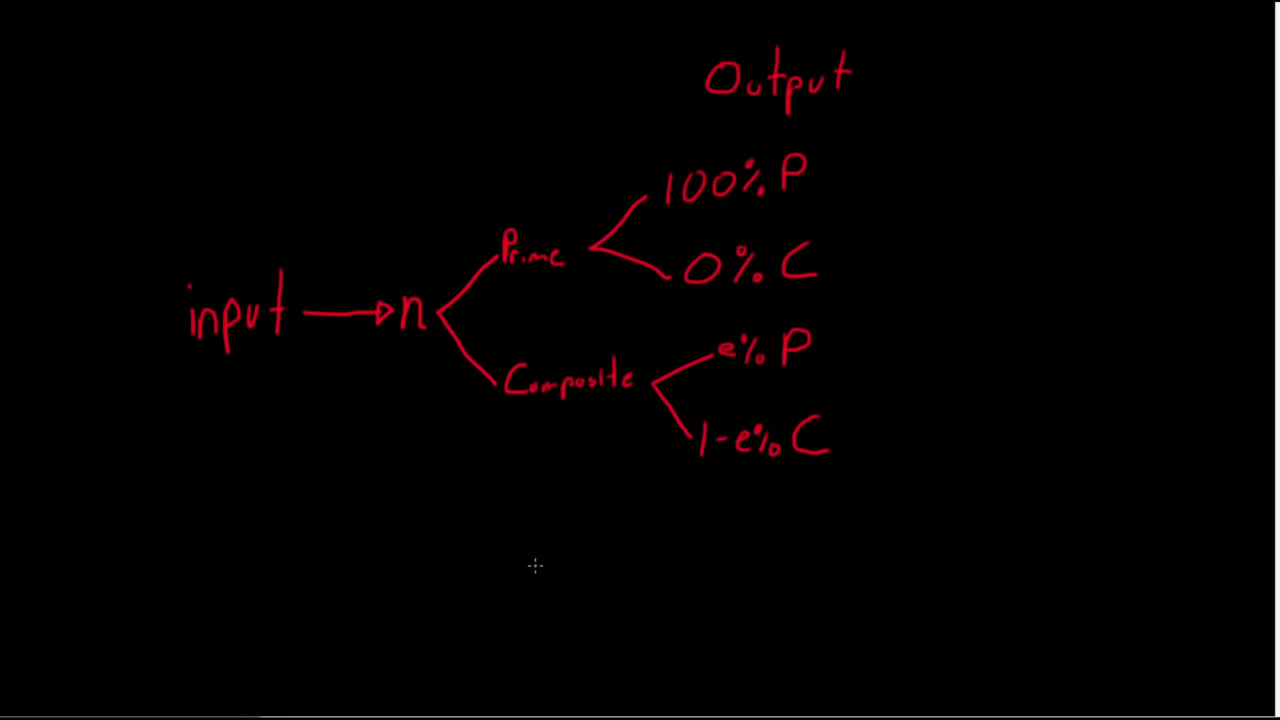 Output
100% P
Prime
0% C
input n
e% P
Composite
1-e% C